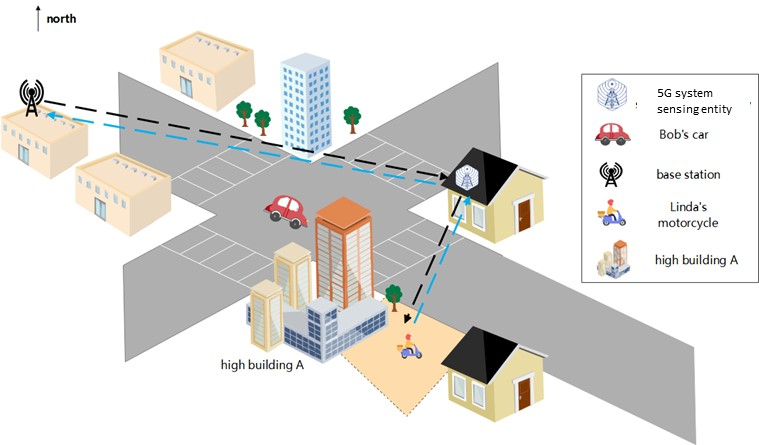 north
5G system
sensing entity
Bob's car
base station
Linda's
motorcycle
high building A
high building A